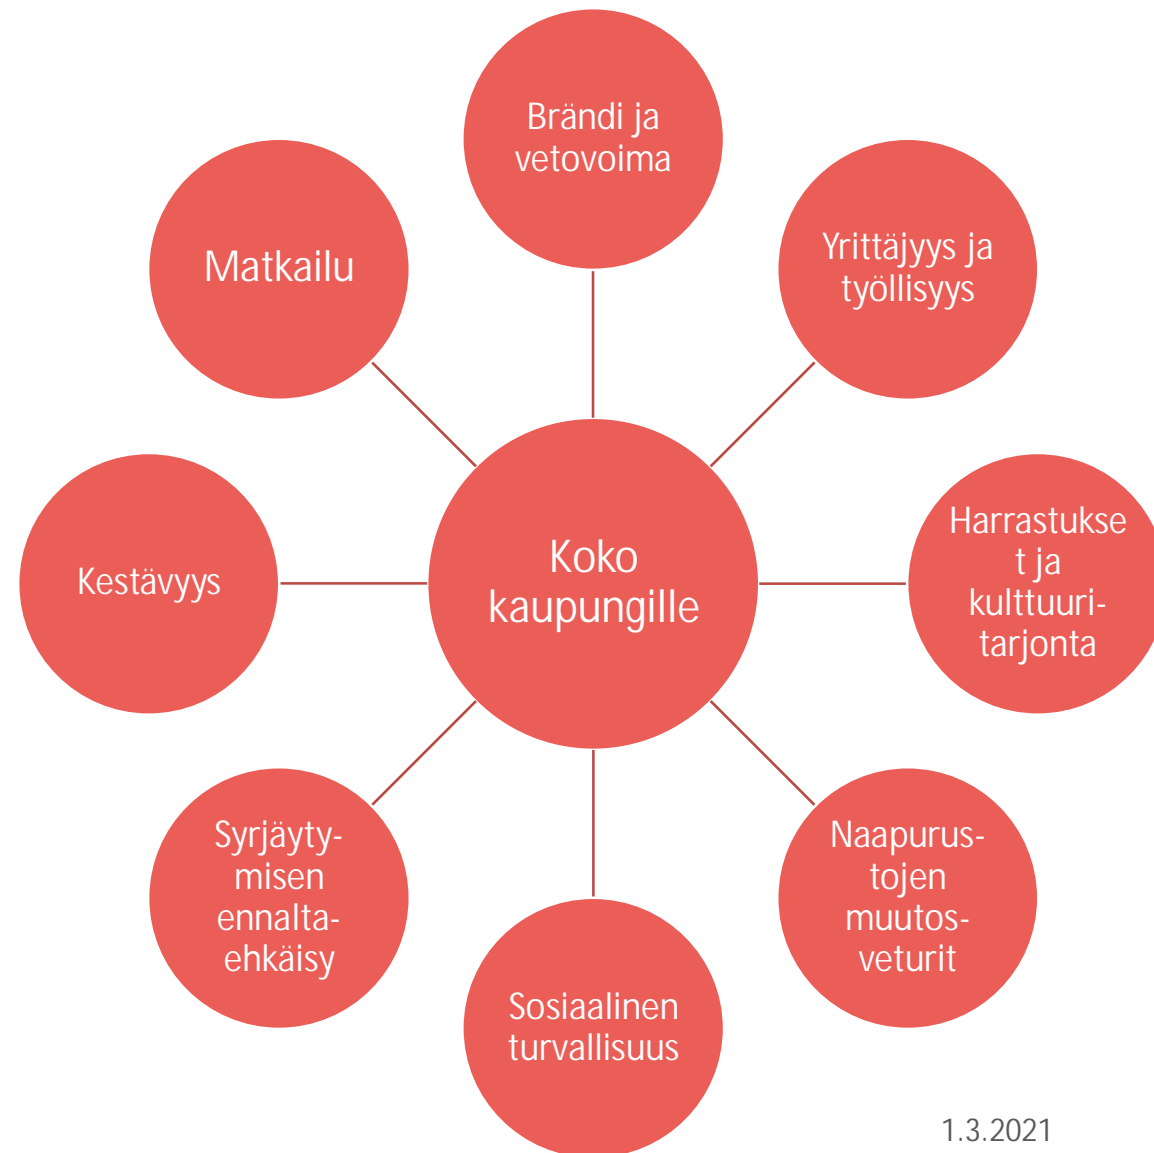 Brändi ja
vetovoima
Yrittäjyys ja
työllisyys
Harrastukse
t ja
kulttuuri-
tarjonta
Naapurus-
tojen
muutos-
veturit
Sosiaalinen
turvallisuus
Syrjäyty-
misen
ennalta-
ehkäisy
Kestävyys
Matkailu
Koko
kaupungille
1.3.2021